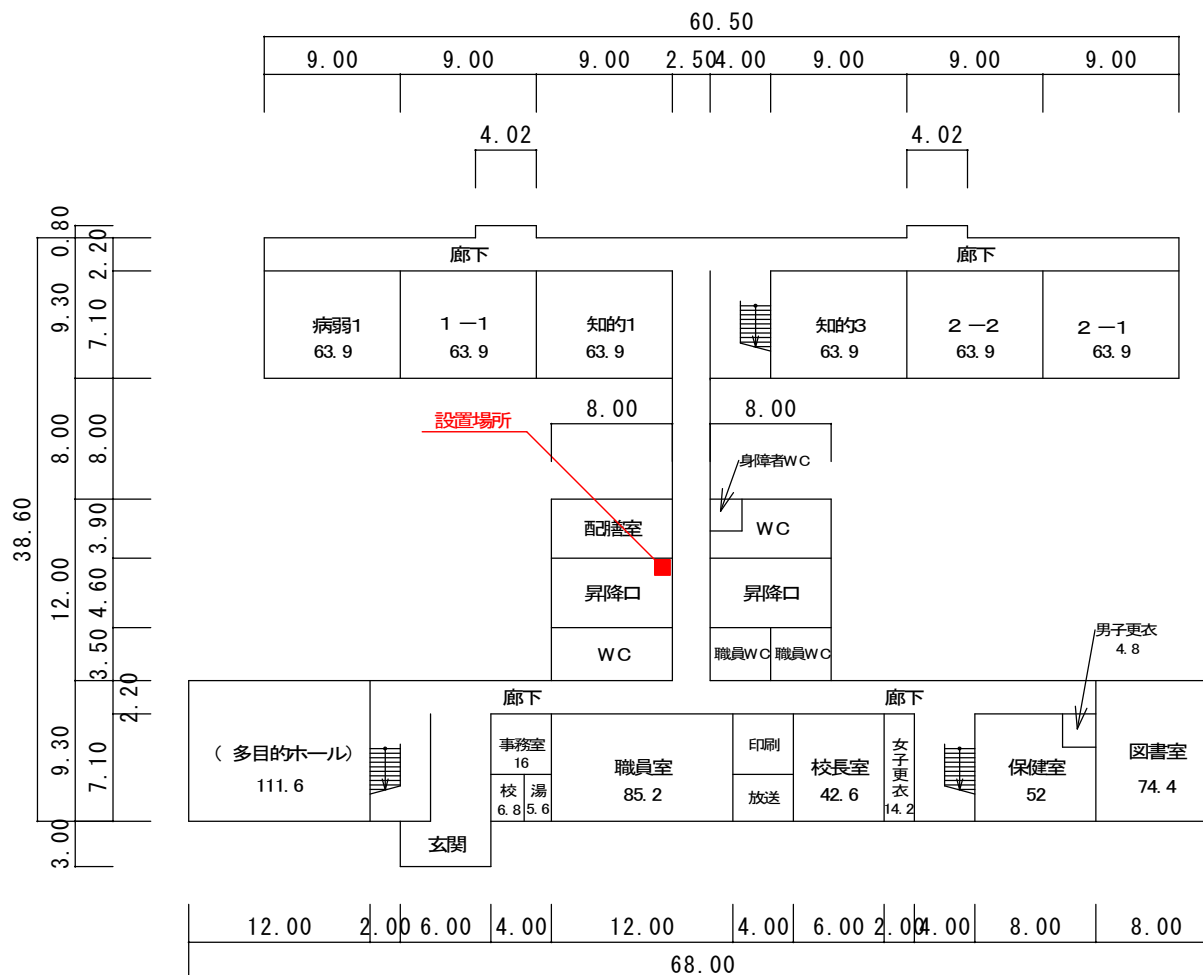 60.50
9.00 9.00 9.00 2.50 4.00 9.00 9.00 9.00
4.02 4.02
0.80
2.20
廊下 廊下
9.30
7.10
病弱1
63.9
1－1
63.9
知的1
63.9
知的3
63.9
2－2
63.9
2－1
63.9
8.00 8.00
設置場所
8.00 8.00
身障者WC
38.60
12.00
3.90
配膳室 WC
4.60
昇降口 昇降口
3.50
WC 職員WC 職員WC
男子更衣
4.8
2.20
廊下 廊下
9.30
7.10
(多目的ホール)
111.6
事務室
16
校
6.8
湯
5.6
職員室
85.2
印刷
放送
校長室
42.6
女子更衣
14.2
保健室
52
図書室
74.4
3.00
玄関
12.00 2.00 6.00 4.00 12.00 4.00 6.00 2.00 4.00 8.00 8.00
68.00